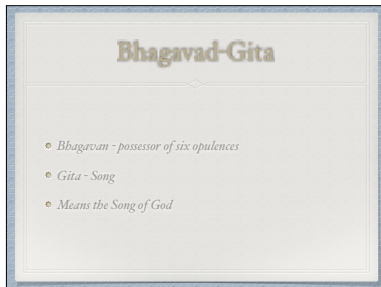 Bhagavad-Gita
Bhagavan - possessor of six opulences
Gita - Song
Means the Song of God